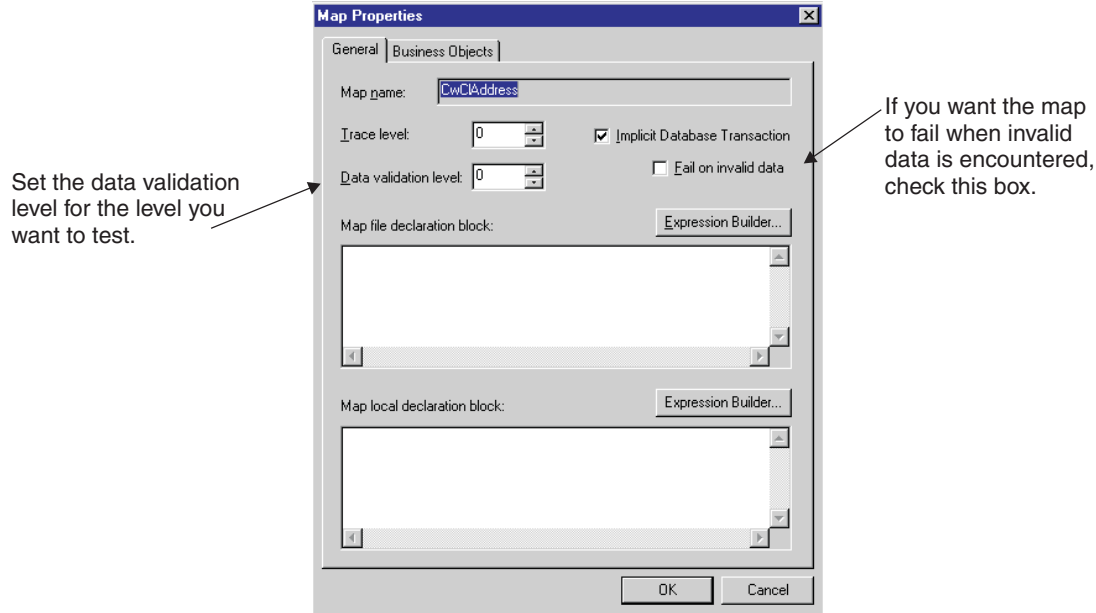 Map Properties
General
Business Objects
Map name:
CwClAddress
Trace level:
0
Implicit Database Transaction
Data validation level:
0
Fail on invalid data
Map file declaration block:
Expression Builder...
Map local declaration block:
Expression Builder...
OK
Cancel
Set the data validation
level for the level you
want to test.
If you want the map
to fail when invalid
data is encountered,
check this box.